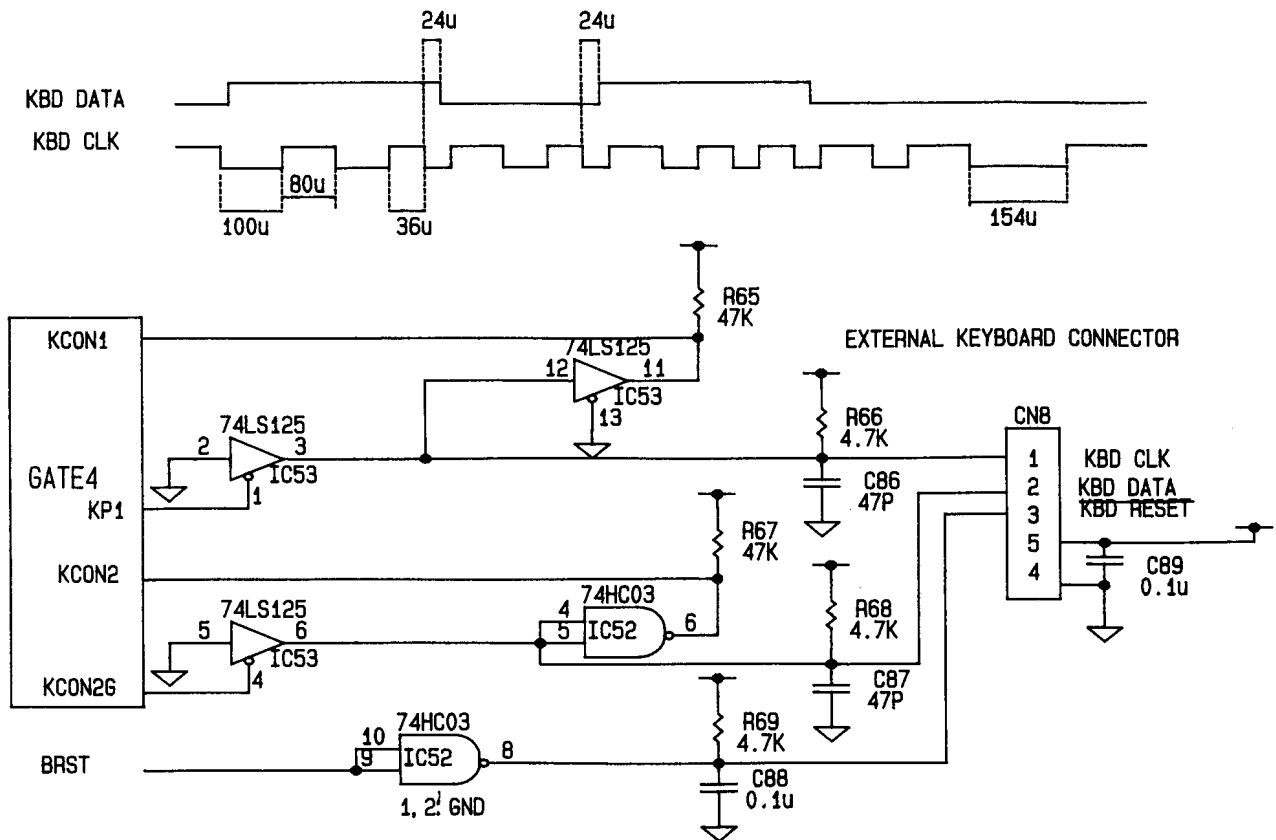 24u 24u
KBD DATA
KBD CLK
80u
100u 36u 154u
R65
47K
KCON1
74LS125
EXTERNAL KEYBOARD CONNECTOR
12 11
IC53
13
R66
4.7K
CN8
74LS125
2 3
IC53
1
GATE4
KP1
C86
47P
1 KBD CLK
2 KBD DATA
3 KBD RESET
5
4
C89
0.1u
R67
47K
KCON2
74LS125
5 6
IC53
4
KCON2G
74HC03
4
5 IC52 6
R68
4.7K
C87
47P
R69
4.7K
74HC03
10
9 IC52 8
BRST
1, 2: GND
C88
0.1u